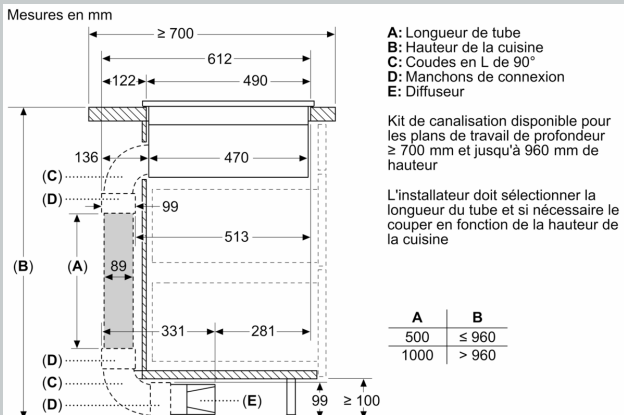 Mesures en mm
≥ 700
612
122
490
136
470
(C)
(D)
99
513
(B)
(A)
89
331
281
(D)
(C)
(D)
(E)
99
≥ 100
A: Longueur de tube
B: Hauteur de la cuisine
C: Coudes en L de 90°
D: Manchons de connexion
E: Diffuseur
Kit de canalisation disponible pour
les plans de travail de profondeur
≥ 700 mm et jusqu'à 960 mm de
hauteur
L'installateur doit sélectionner la
longueur du tube et si nécessaire le
couper en fonction de la hauteur de
la cuisine
A B
500 ≤ 960
1000 > 960